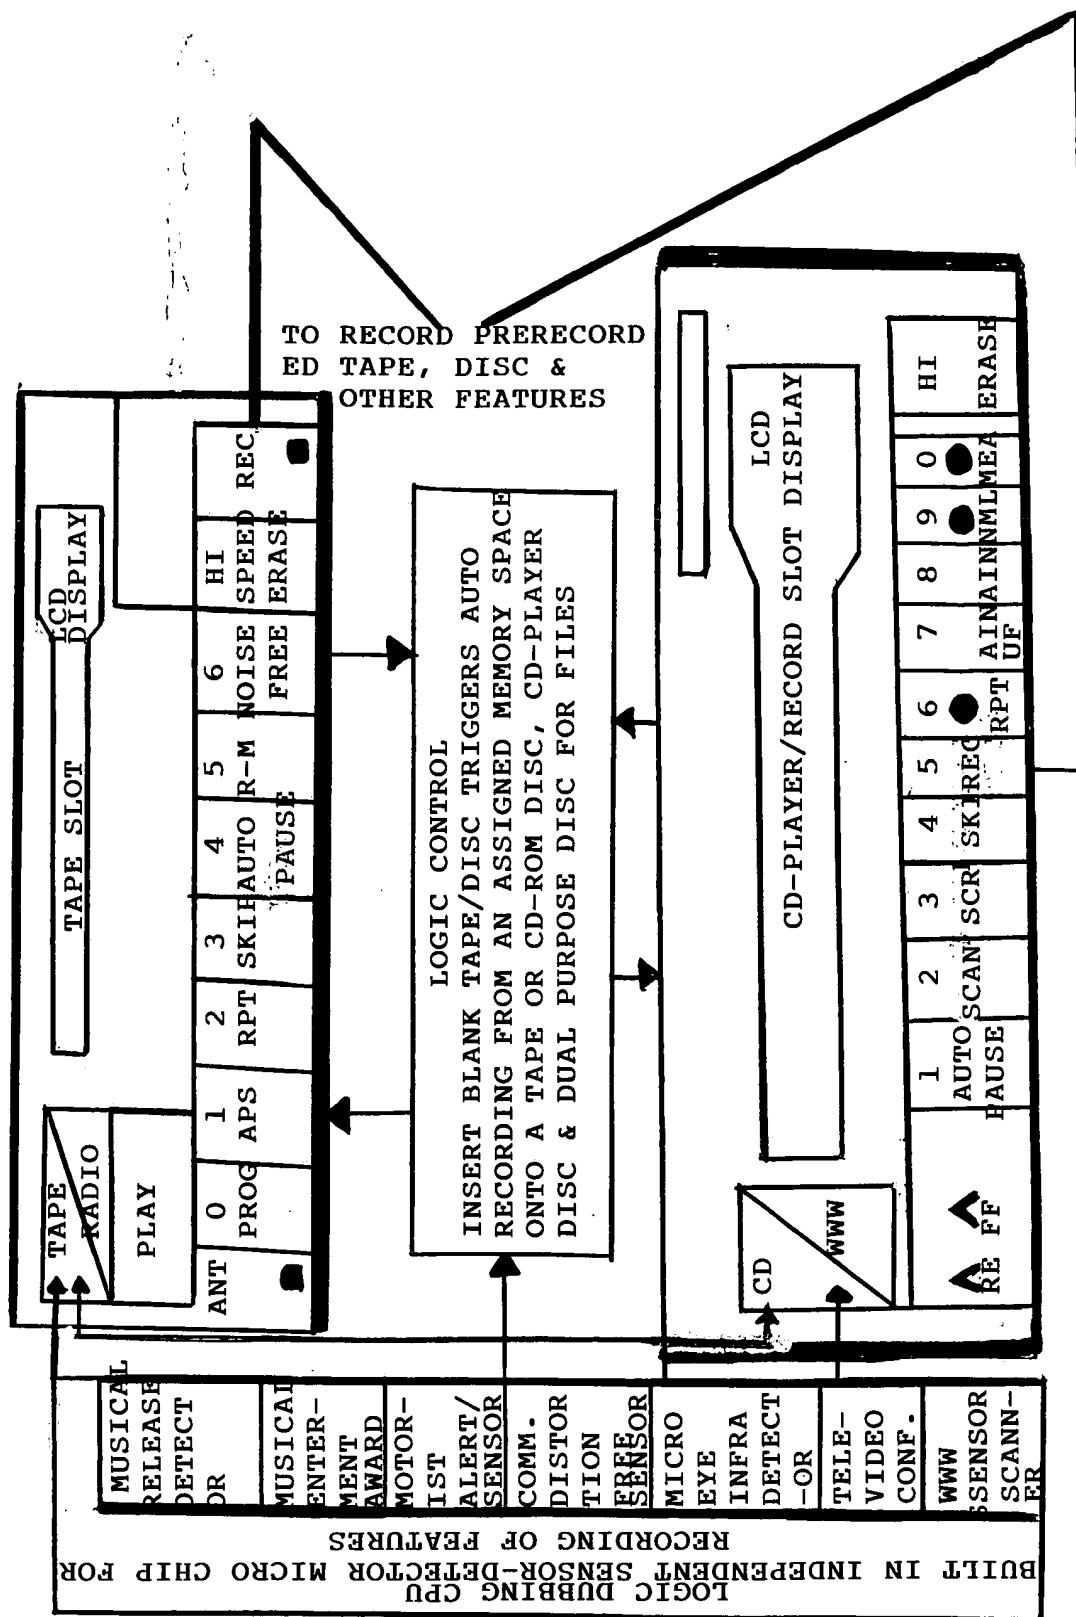 TO RECORD PRERECORD
ED TAPE, DISC &
OTHER FEATURES
TAPE
RADIO
PLAY
TAPE SLOT
LCD
DISPLAY
ANT
0
PROG
1
APS
2
RPT
3
SKIP
4
AUTO
PAUSE
5
R-M
6
NOISE
FREE
HI
SPEED
ERASE
REC
LOGIC CONTROL
INSERT BLANK TAPE/DISC TRIGGERS AUTO
RECORDING FROM AN ASSIGNED MEMORY SPACE
ONTO A TAPE OR CD-ROM DISC, CD-PLAYER
DISC & DUAL PURPOSE DISC FOR FILES
CD
WWW
LCD
CD-PLAYER/RECORD SLOT DISPLAY
RE FF
1
AUTO
PAUSE
2
SCAN
3
SCR
4
SKI
5
REC
6
RPT
7
AIN
UF
8
AIN
9
NML
0
MEA
HI
ERASE
MUSICAL
RELEASE
DETECT
OR
MUSICAL
ENTER-
MENT
AWARD
MOTOR-
IST
ALERT/
SENSOR
COMM.
DISTOR
TION
FREE
SENSOR
MICRO
EYE
INFRA
DETECT
-OR
TELE-
VIDEO
CONF.
WWW
SSENSOR
SCANN-
ER
LOGIC DUBBING CPU
BUILT IN INDEPENDENT SENSOR-DETECTOR MICRO CHIP FOR
RECORDING OF FEATURES